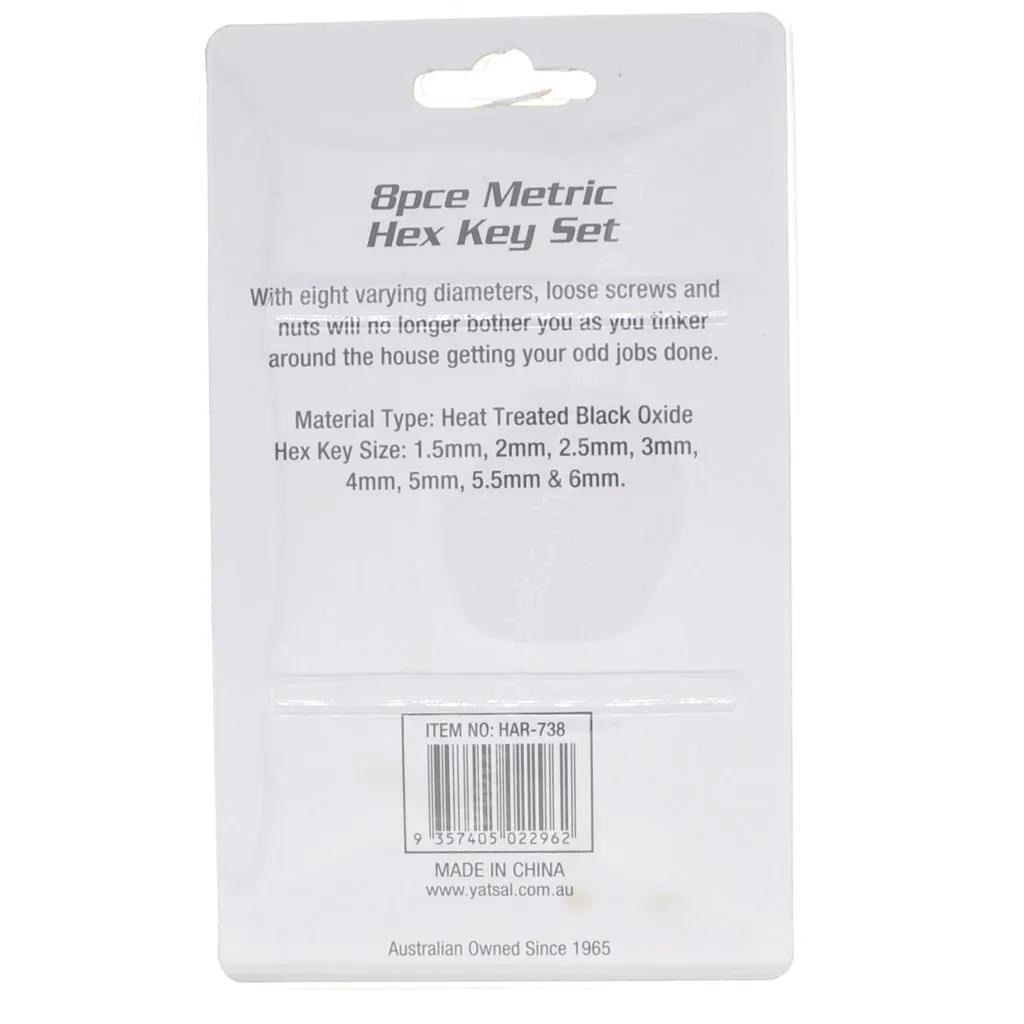 8pce Metric
Hex Key Set
With eight varying diameters, loose screws and
nuts will no longer bother you as you tinker
around the house getting your odd jobs done.
Material Type: Heat Treated Black Oxide
Hex Key Size: 1.5mm, 2mm, 2.5mm, 3mm,
4mm, 5mm, 5.5mm & 6mm.
ITEM NO: HAR-738
9 357405 022962
MADE IN CHINA
www.yatsal.com.au
Australian Owned Since 1965